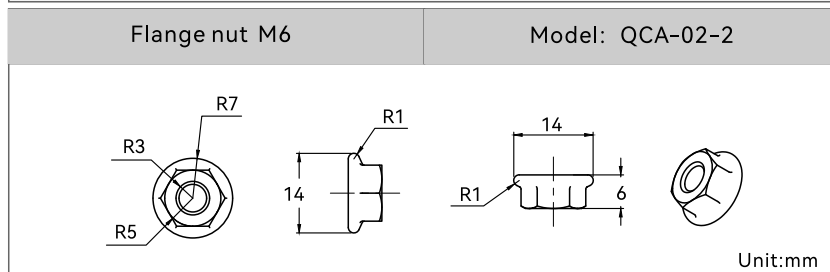 Flange nut M6
Model: QCA-02-2
R7
R3
R5
R1
14
14
R1
6
Unit:mm